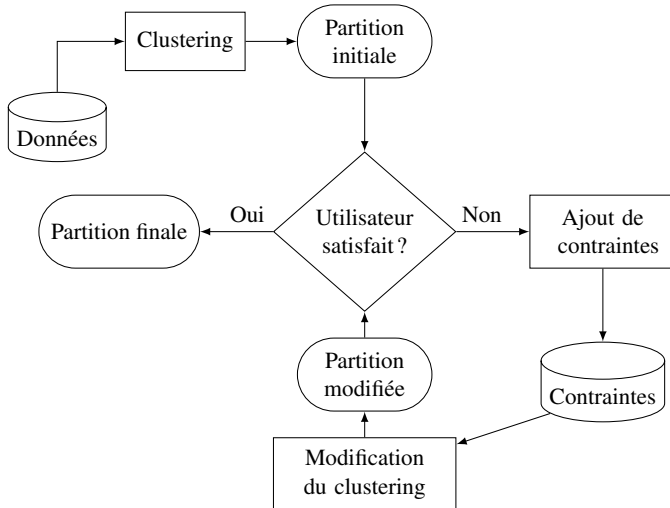 Clustering
Partition
initiale
Données
Partition finale
Oui
Utilisateur
satisfait ?
Non
Ajout de
contraintes
Partition
modifiée
Contraintes
Modification
du clustering